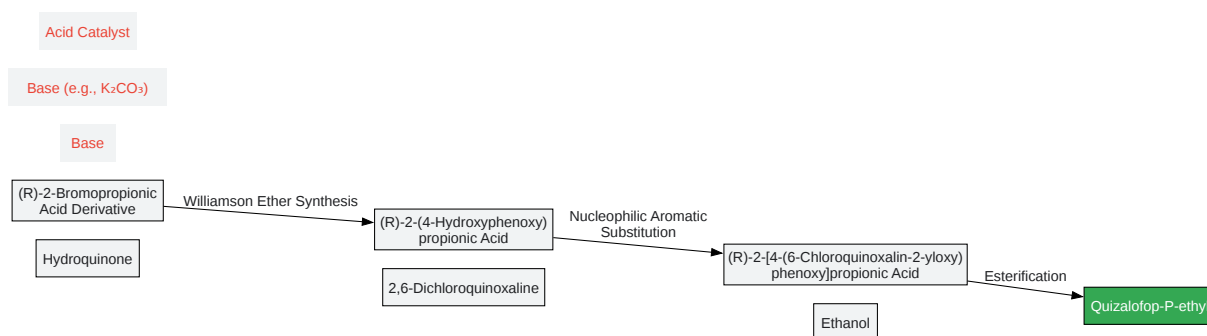 Acid Catalyst
Base (e.g., K₂CO₃)
Base
(R)-2-Bromopropionic
Acid Derivative
Williamson Ether Synthesis
Hydroquinone
(R)-2-(4-Hydroxyphenoxy)
propionic Acid
Nucleophilic Aromatic
Substitution
2,6-Dichloroquinoxaline
(R)-2-[4-(6-Chloroquinoxalin-2-yloxy)
phenoxy]propionic Acid
Esterification
Ethanol
Quizalofop-P-ethyl